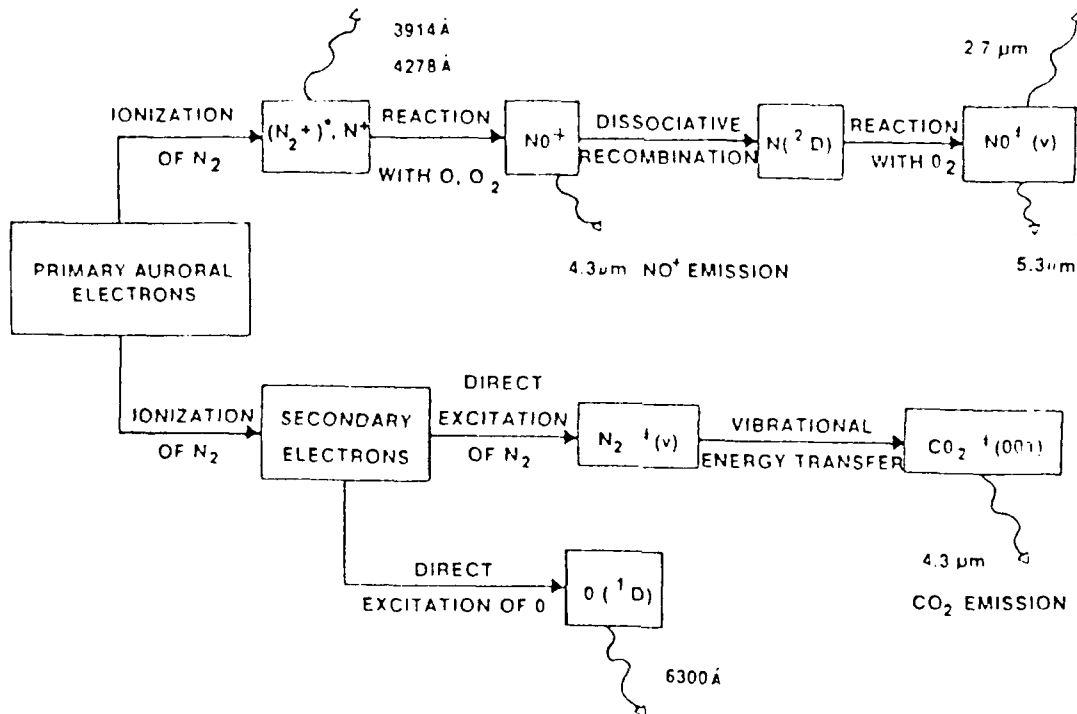 3914Å
4278Å
2.7 µm
IONIZATION
OF N₂
(N₂+)*, N+
REACTION
WITH O, O₂
NO+
DISSOCIATIVE
RECOMBINATION
N(²D)
REACTION
WITH O₂
NO‡ (v)
4.3µm NO+ EMISSION
5.3µm
PRIMARY AURORAL
ELECTRONS
IONIZATION
OF N₂
SECONDARY
ELECTRONS
DIRECT
EXCITATION
OF N₂
N₂ ‡(v)
VIBRATIONAL
ENERGY TRANSFER
CO₂ ‡(001)
4.3 µm
CO₂ EMISSION
DIRECT
EXCITATION OF O
O(¹D)
6300Å